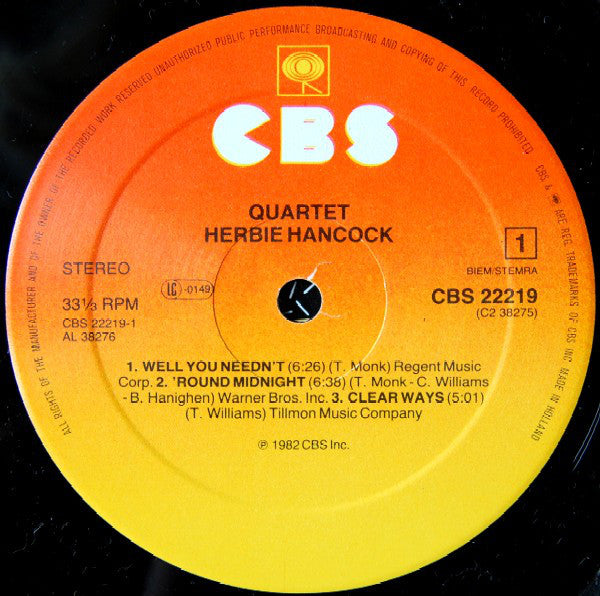 ALL RIGHTS OF THE MANUFACTURER AND OF THE OWNER OF THE RECORDED WORK RESERVED UNAUTHORIZED PUBLIC PERFORMANCE BROADCASTING AND COPYING OF THIS RECORD PROHIBITED. CBS & ARE REG. TRADEMARKS OF CBS INC MADE IN HOLLAND
CBS
QUARTET
HERBIE HANCOCK
1
STEREO
BIEM/STEMRA
LC -0149
33⅓ RPM
CBS 22219
CBS 22219-1
(C2 38275)
AL 38276
1. WELL YOU NEEDN'T (6:26) (T. Monk) Regent Music
Corp. 2. 'ROUND MIDNIGHT (6:38) (T. Monk - C. Williams
- B. Hanighen) Warner Bros. Inc. 3. CLEAR WAYS (5:01)
(T. Williams) Tillmon Music Company
℗ 1982 CBS Inc.